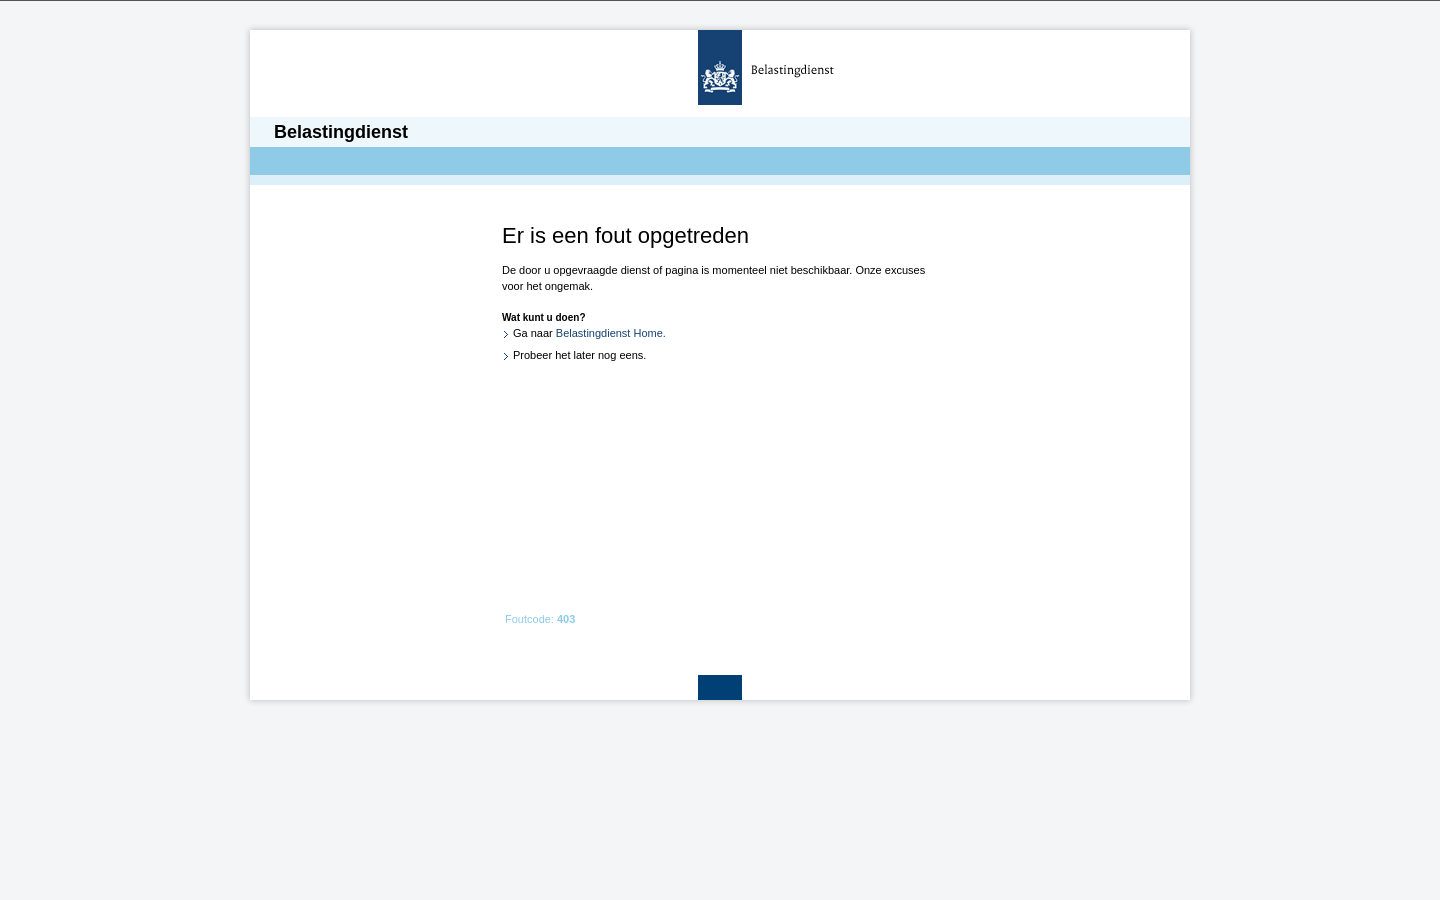 Belastingdienst
Belastingdienst
Er is een fout opgetreden
De door u opgevraagde dienst of pagina is momenteel niet beschikbaar. Onze excuses
voor het ongemak.
Wat kunt u doen?
Ga naar Belastingdienst Home.
Probeer het later nog eens.
Foutcode: 403